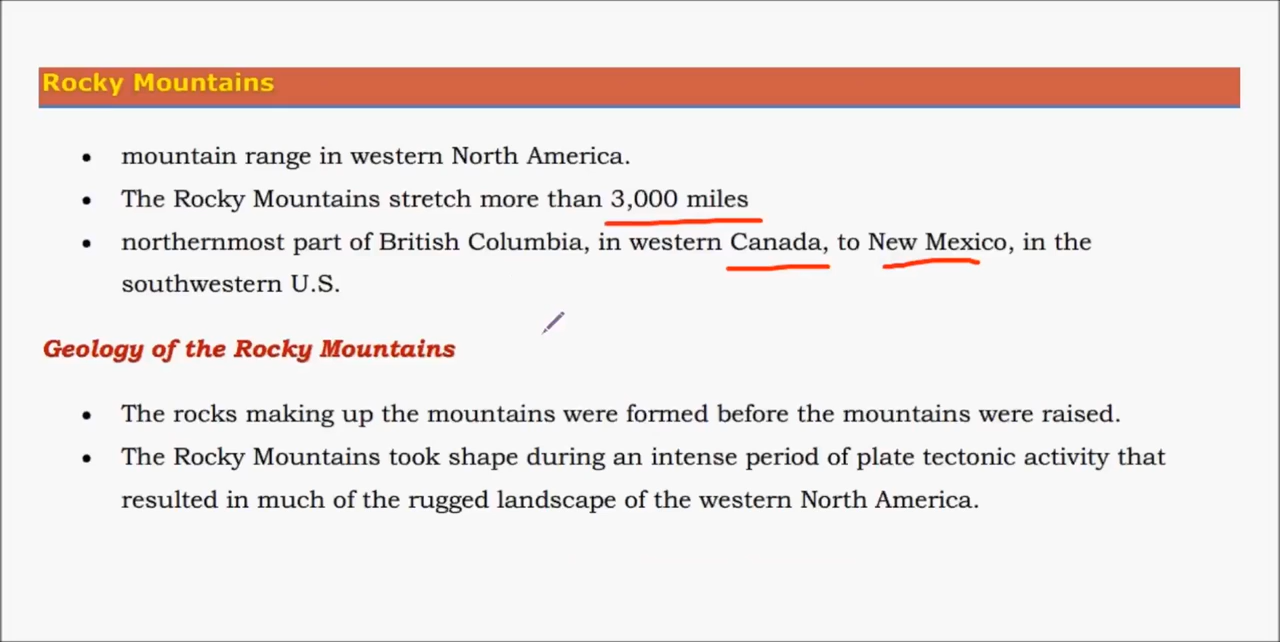 Rocky Mountains
• mountain range in western North America.
• The Rocky Mountains stretch more than 3,000 miles
• northernmost part of British Columbia, in western Canada, to New Mexico, in the
southwestern U.S.
Geology of the Rocky Mountains
• The rocks making up the mountains were formed before the mountains were raised.
• The Rocky Mountains took shape during an intense period of plate tectonic activity that
resulted in much of the rugged landscape of the western North America.